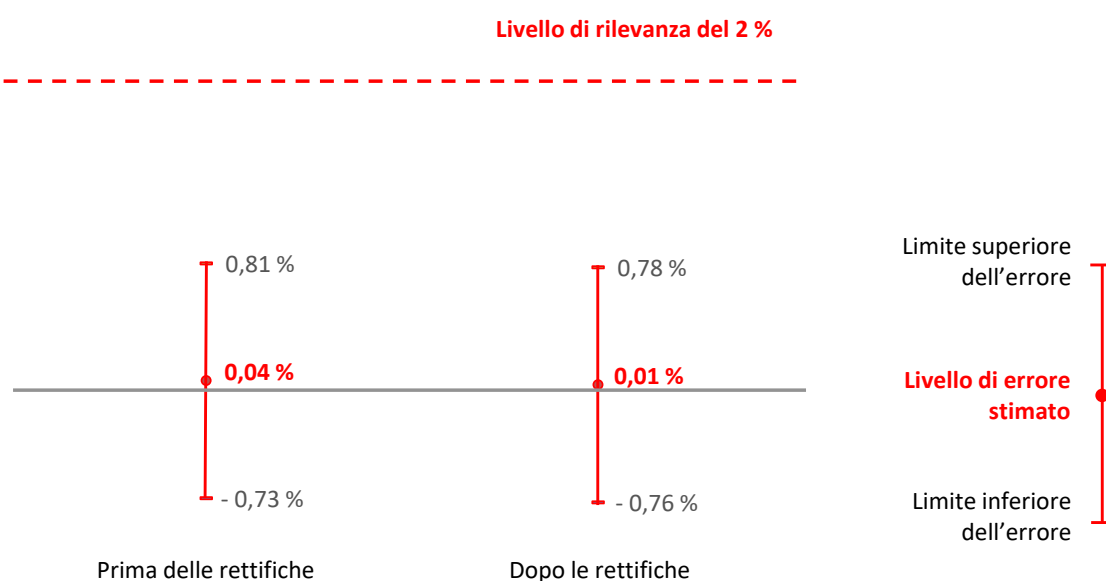 Livello di rilevanza del 2 %
0,81 %
0,78 %
0,04 %
0,01 %
- 0,73 %
- 0,76 %
Prima delle rettifiche
Dopo le rettifiche
Limite superiore
dell’errore
Livello di errore
stimato
Limite inferiore
dell’errore